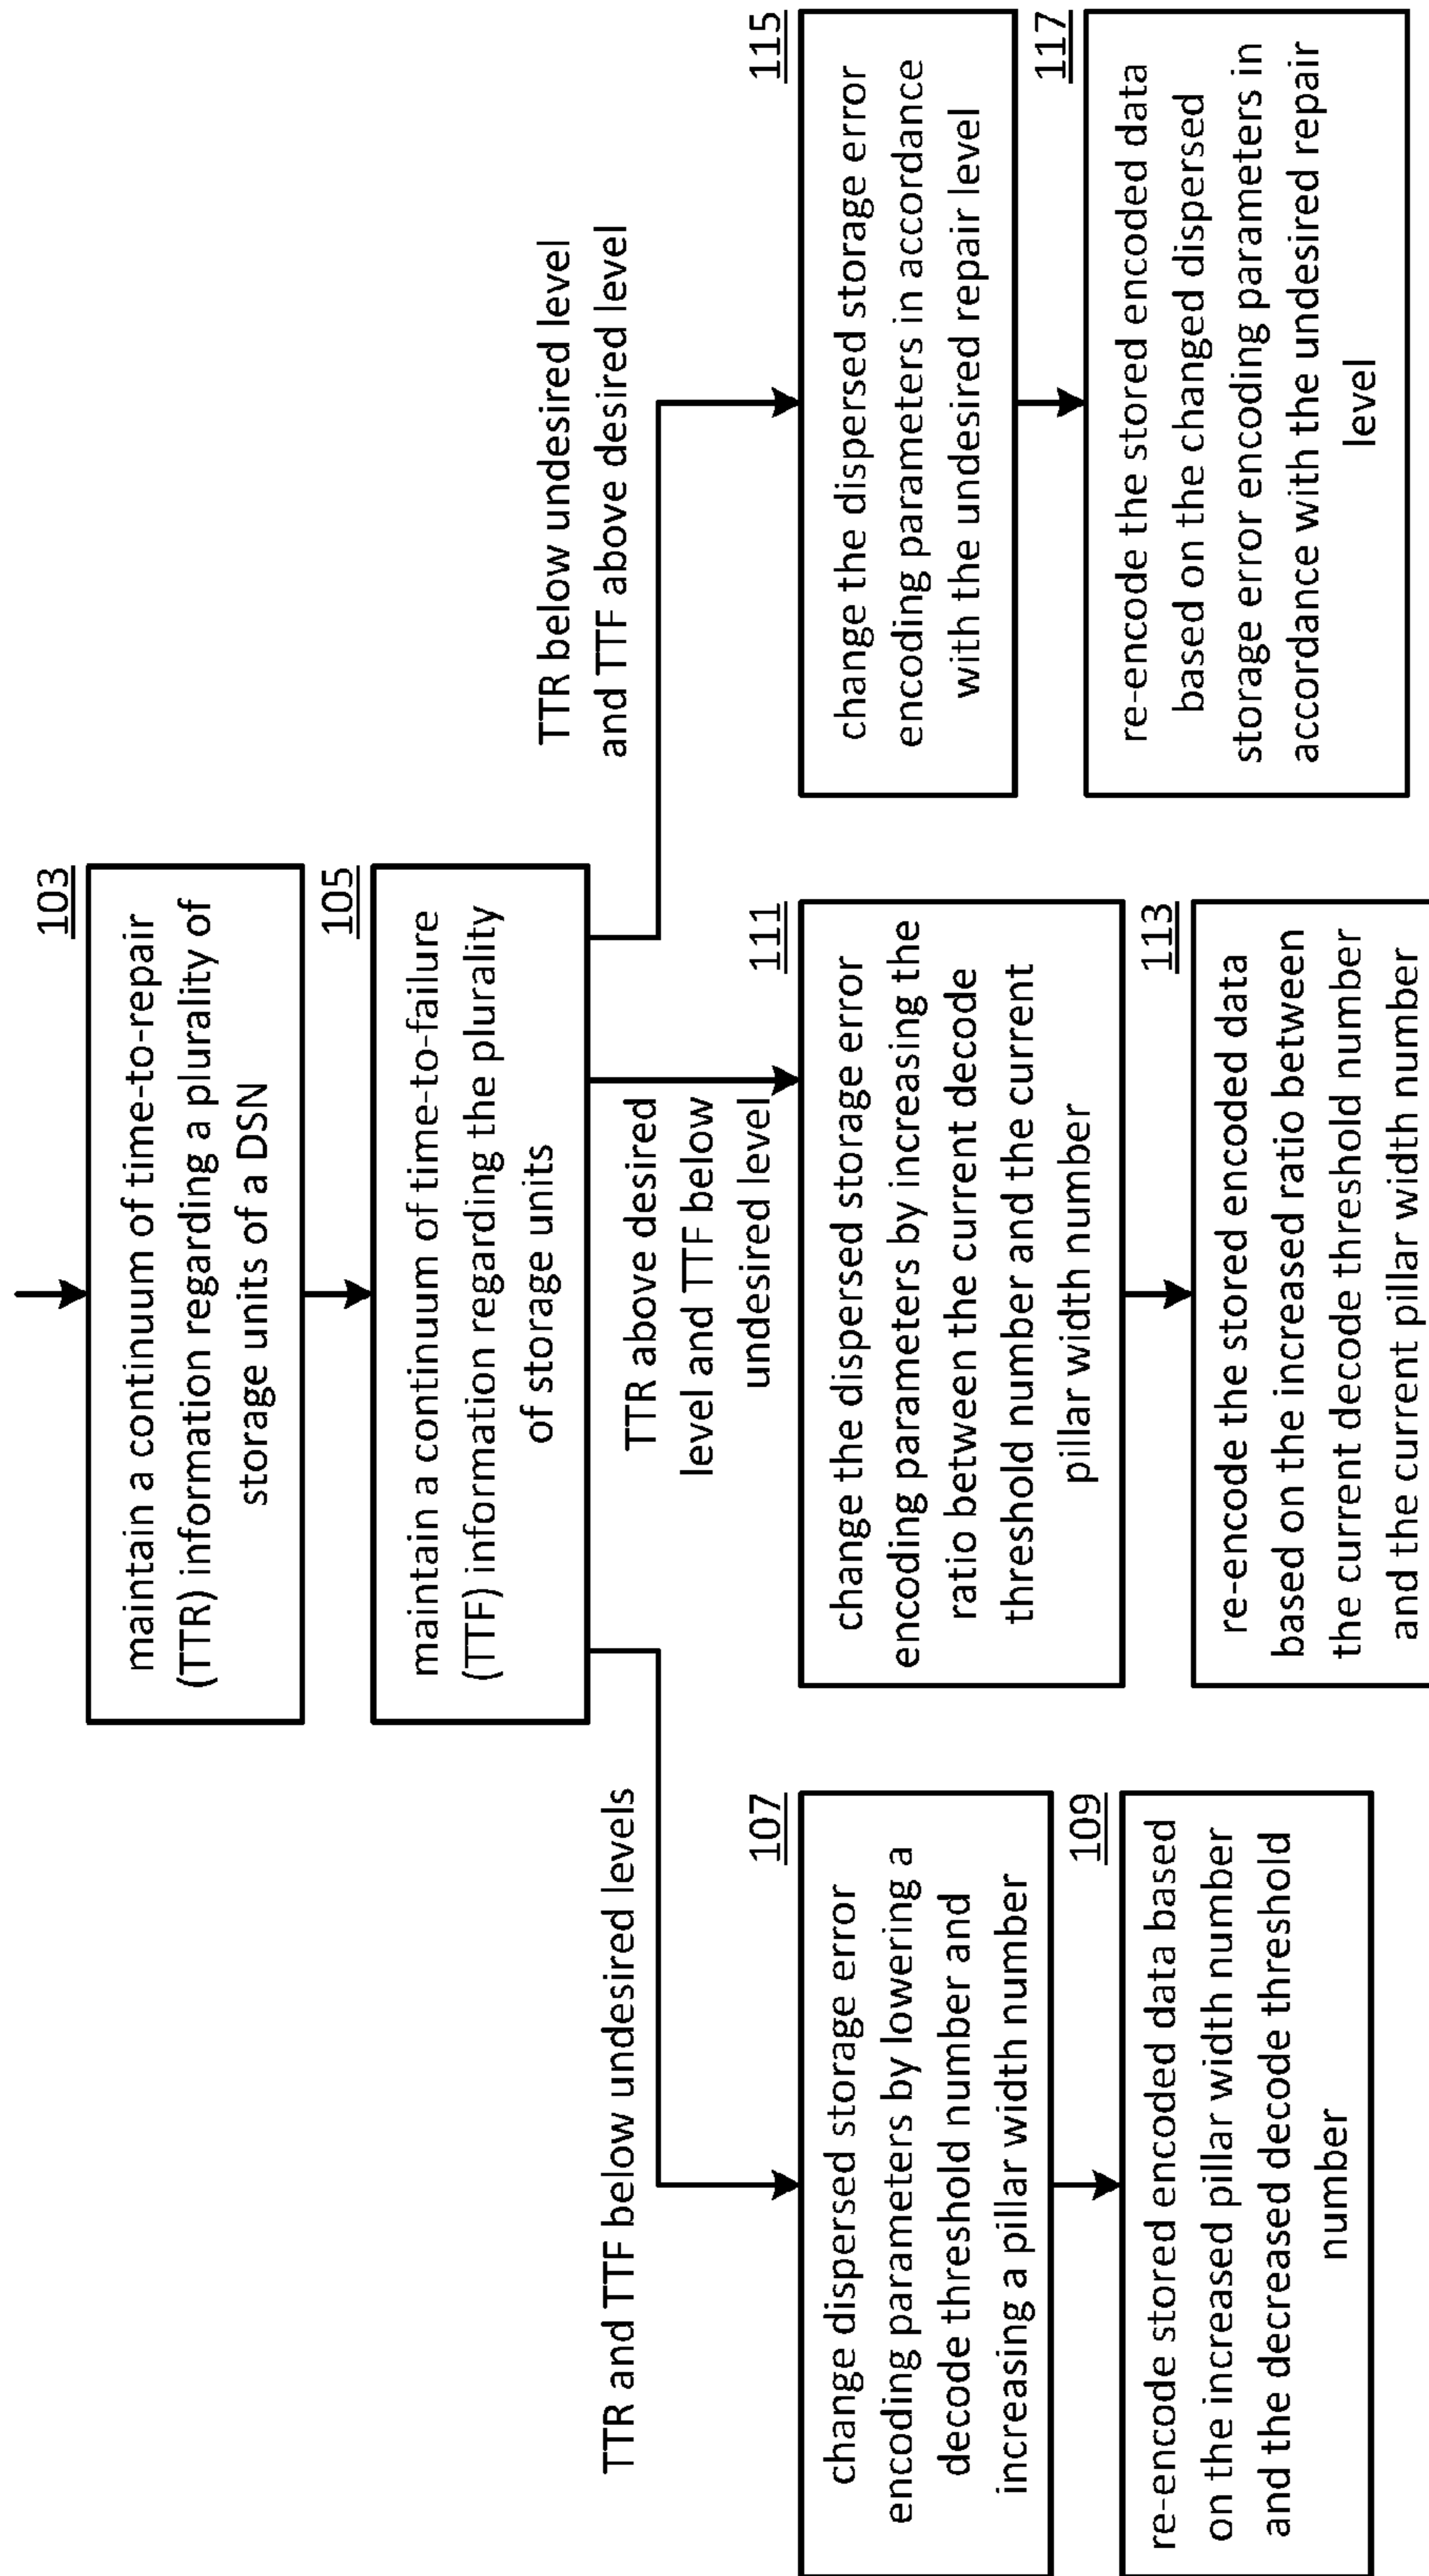 103
maintain a continuum of time-to-repair
(TTR) information regarding a plurality of
storage units of a DSN
105
maintain a continuum of time-to-failure
(TTF) information regarding the plurality
of storage units
TTR and TTF below undesired levels
107
change dispersed storage error
encoding parameters by lowering a
decode threshold number and
increasing a pillar width number
109
re-encode stored encoded data based
on the increased pillar width number
and the decreased decode threshold
number
TTR above desired
level and TTF below
undesired level
111
change the dispersed storage error
encoding parameters by increasing the
ratio between the current decode
threshold number and the current
pillar width number
113
re-encode the stored encoded data
based on the increased ratio between
the current decode threshold number
and the current pillar width number
TTR below undesired level
and TTF above desired level
115
change the dispersed storage error
encoding parameters in accordance
with the undesired repair level
117
re-encode the stored encoded data
based on the changed dispersed
storage error encoding parameters in
accordance with the undesired repair
level